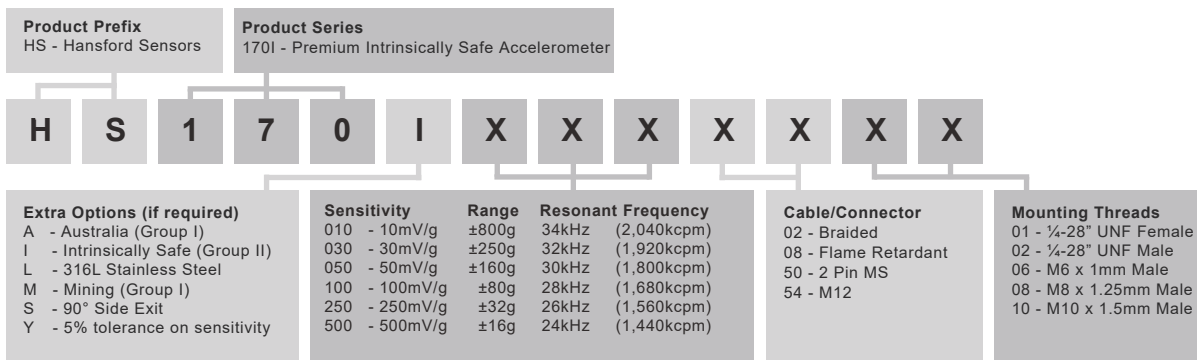 Product Prefix
HS - Hansford Sensors
Product Series
170I - Premium Intrinsically Safe Accelerometer
H S 1 7 0 I X X X X X X X
Extra Options (if required)
A - Australia (Group I)
I - Intrinsically Safe (Group II)
L - 316L Stainless Steel
M - Mining (Group I)
S - 90° Side Exit
Y - 5% tolerance on sensitivity
Sensitivity Range Resonant Frequency
010 - 10mV/g ±800g 34kHz (2,040kcpm)
030 - 30mV/g ±250g 32kHz (1,920kcpm)
050 - 50mV/g ±160g 30kHz (1,800kcpm)
100 - 100mV/g ±80g 28kHz (1,680kcpm)
250 - 250mV/g ±32g 26kHz (1,560kcpm)
500 - 500mV/g ±16g 24kHz (1,440kcpm)
Cable/Connector
02 - Braided
08 - Flame Retardant
50 - 2 Pin MS
54 - M12
Mounting Threads
01 - ¼-28” UNF Female
02 - ¼-28” UNF Male
06 - M6 x 1mm Male
08 - M8 x 1.25mm Male
10 - M10 x 1.5mm Male